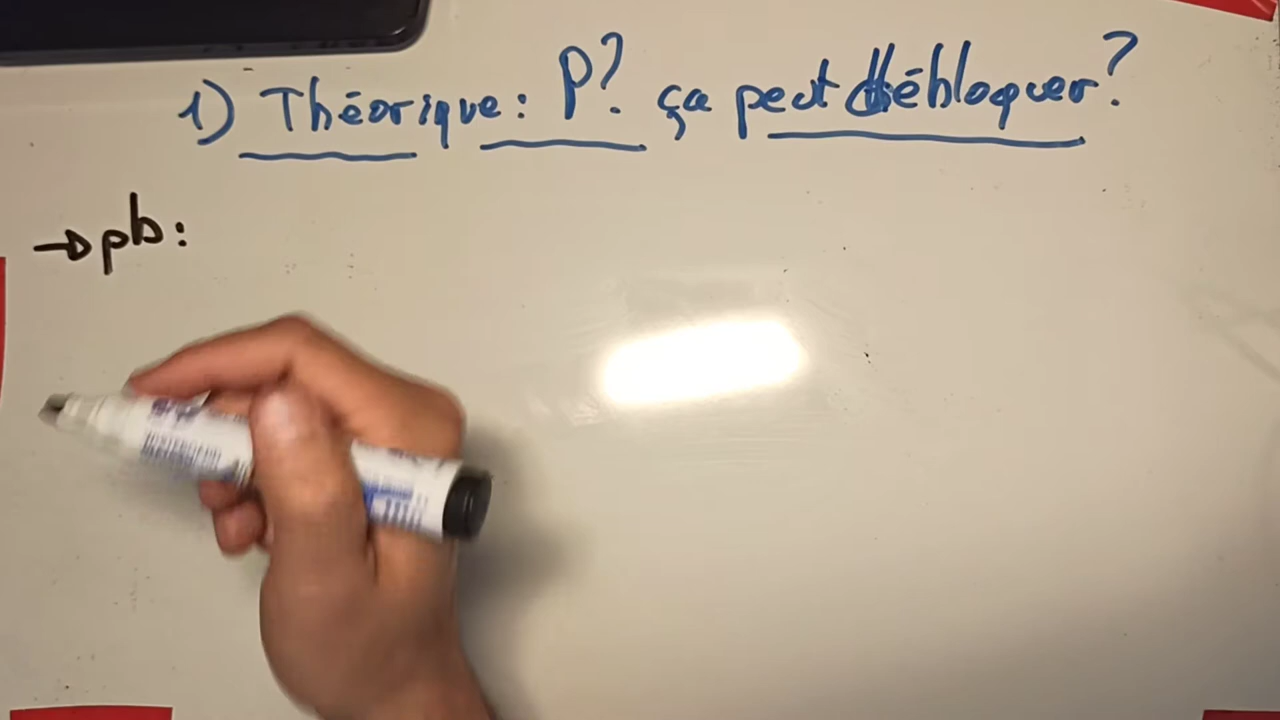 1) Théorique : P? ça peut débloquer?
→ pb :